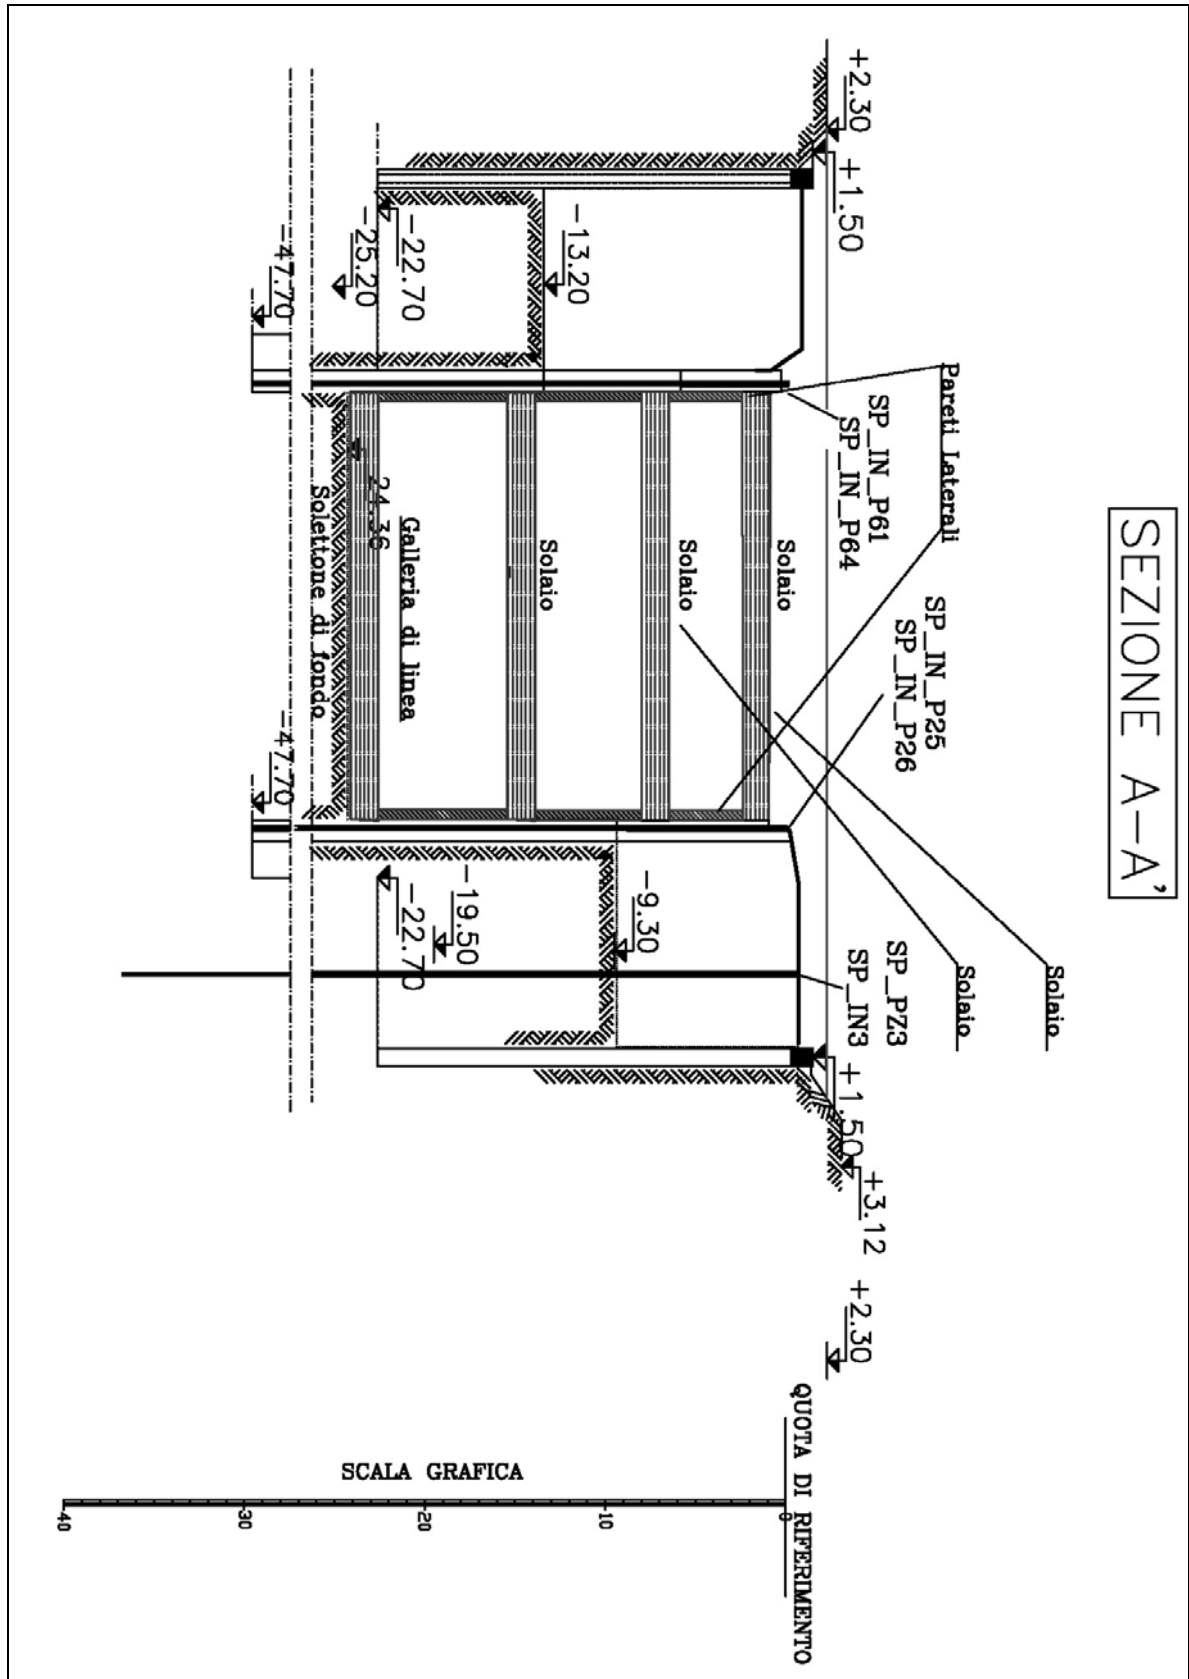 SEZIONE A-A'
Solaio
Solaio
Pareti Laterali
SP_IN_P25
SP_IN_P26
SP_IN_P61
SP_IN_P64
SP_PZ3
SP_IN3
+2.30
+1.50
+1.50
+3.12
+2.30
QUOTA DI RIFERIMENTO
Solaio
Solaio
Solaio
-13.20
-9.30
-22.70
-25.20
-19.50
-22.70
Galleria di linea
24.36
Solettone di fondo
-47.70
-47.70
SCALA GRAFICA
0
-10
-20
-30
-40